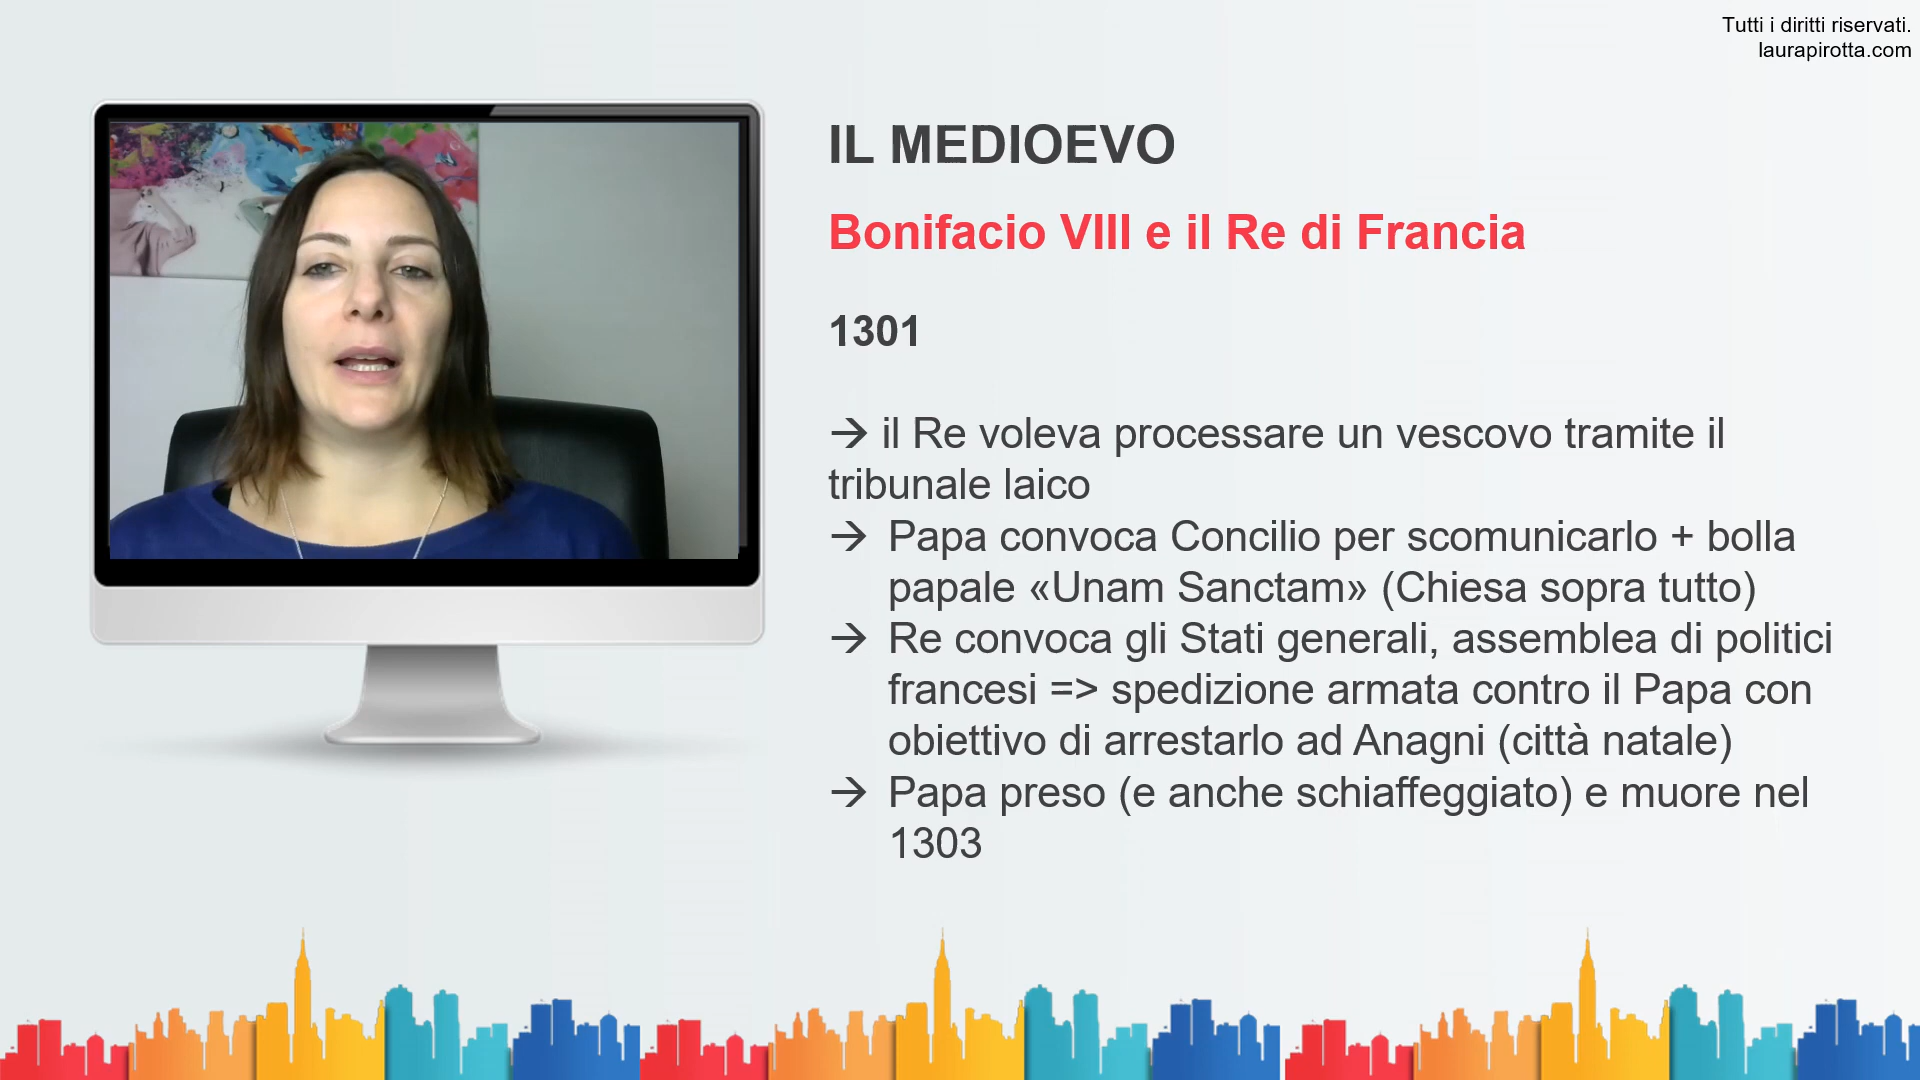 Tutti i diritti riservati.
laurapirotta.com
IL MEDIOEVO
Bonifacio VIII e il Re di Francia
1301
→ il Re voleva processare un vescovo tramite il
tribunale laico
→ Papa convoca Concilio per scomunicarlo + bolla
papale «Unam Sanctam» (Chiesa sopra tutto)
→ Re convoca gli Stati generali, assemblea di politici
francesi => spedizione armata contro il Papa con
obiettivo di arrestarlo ad Anagni (città natale)
→ Papa preso (e anche schiaffeggiato) e muore nel
1303